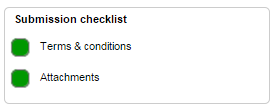 Submission checklist
Terms & conditions
Attachments